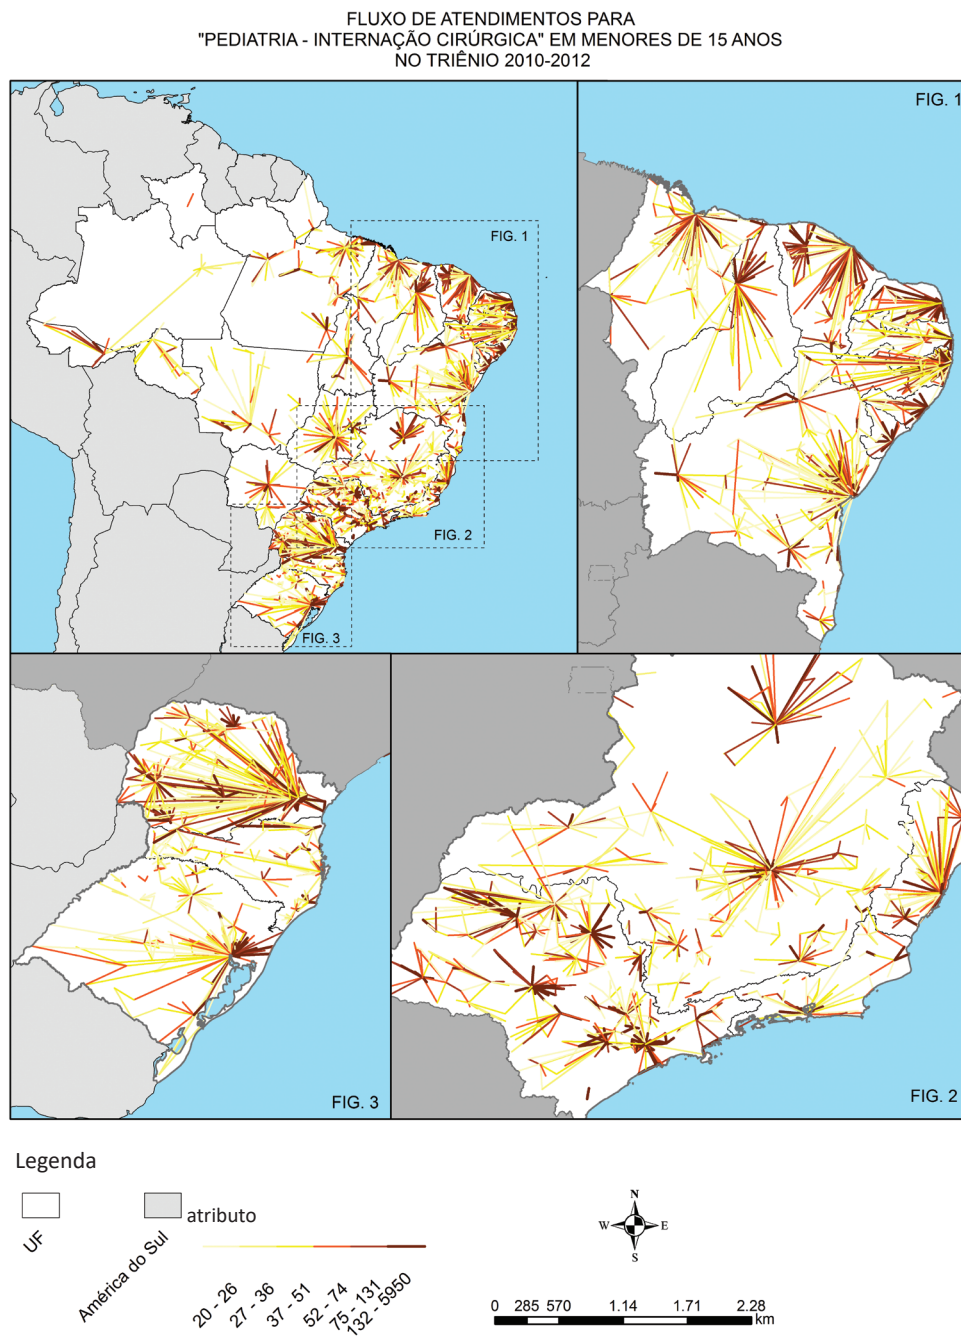 FLUXO DE ATENDIMENTOS PARA
"PEDIATRIA - INTERNAÇÃO CIRÚRGICA" EM MENORES DE 15 ANOS
NO TRIÊNIO 2010-2012
FIG. 1
FIG. 2
FIG. 3
FIG. 1
FIG. 3
FIG. 2
Legenda
UF
América do Sul
atributo
20 - 26
27 - 36
37 - 51
52 - 74
75 - 131
132 - 5950
N
W E
S
0 285 570 1.14 1.71 2.28
km